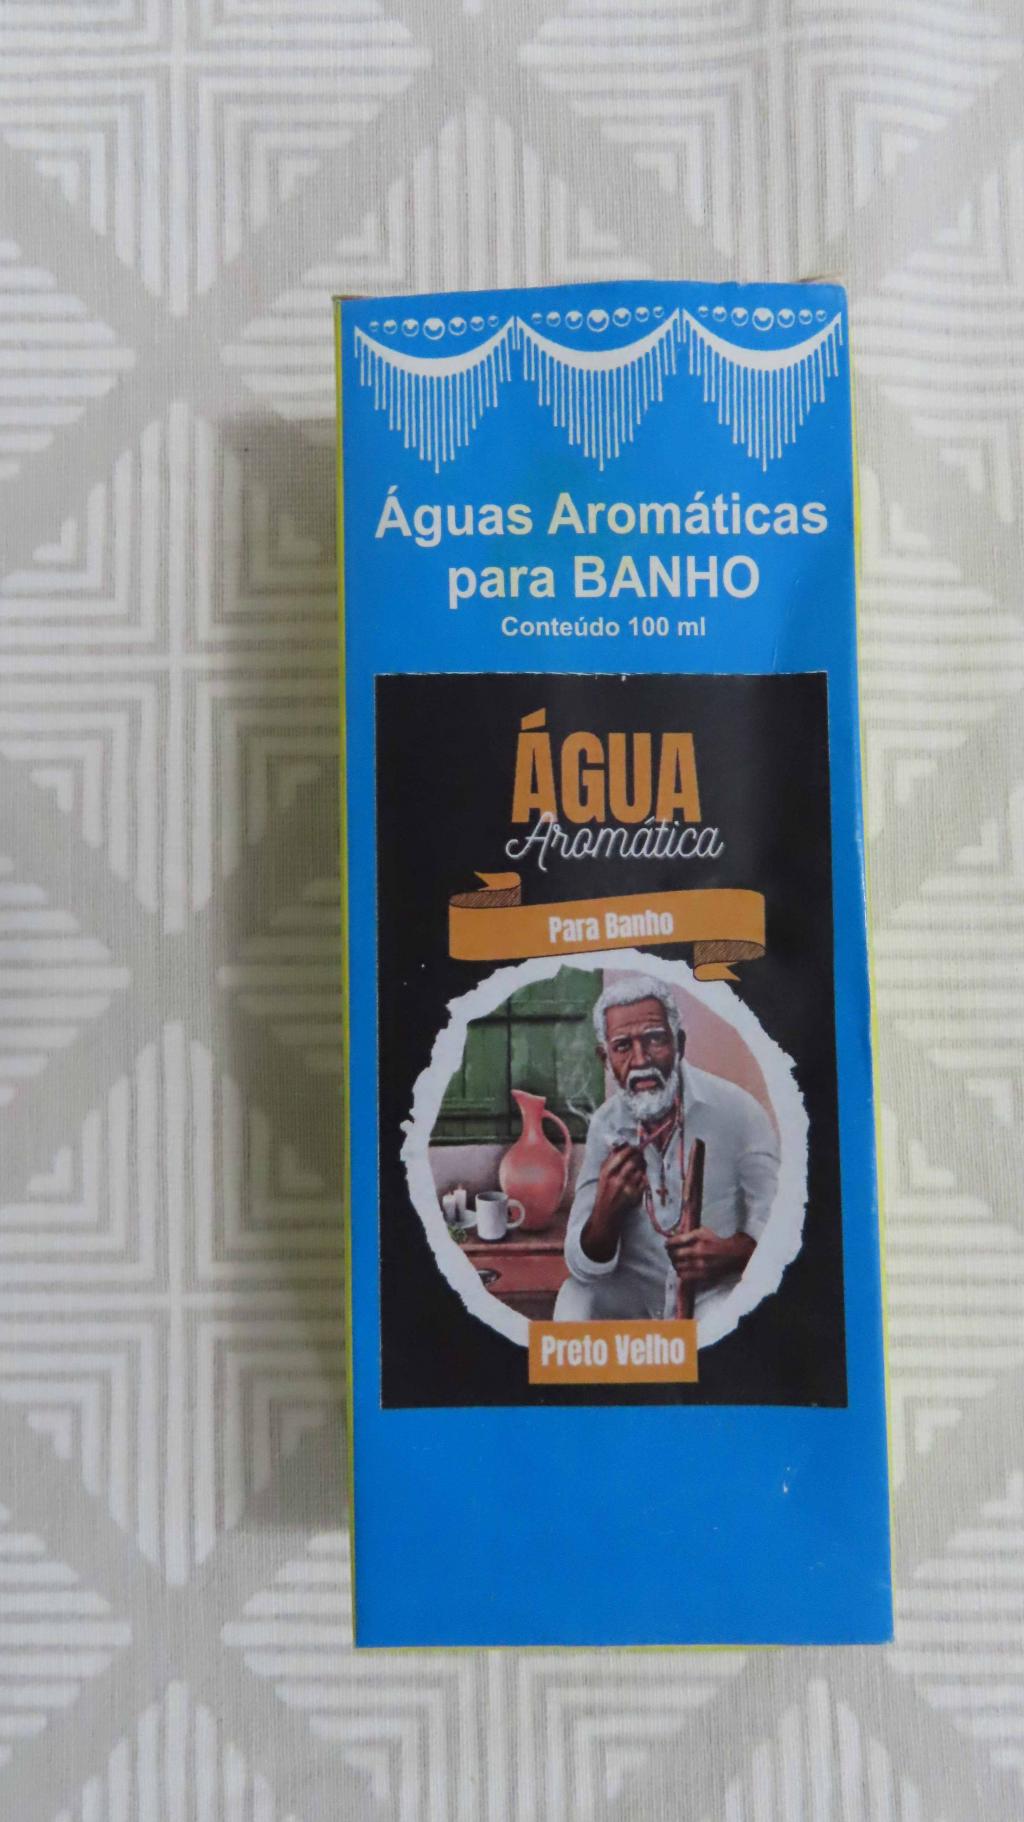 Águas Aromáticas
para BANHO
Conteúdo 100 ml
ÁGUA
Aromática
Para Banho
Preto Velho